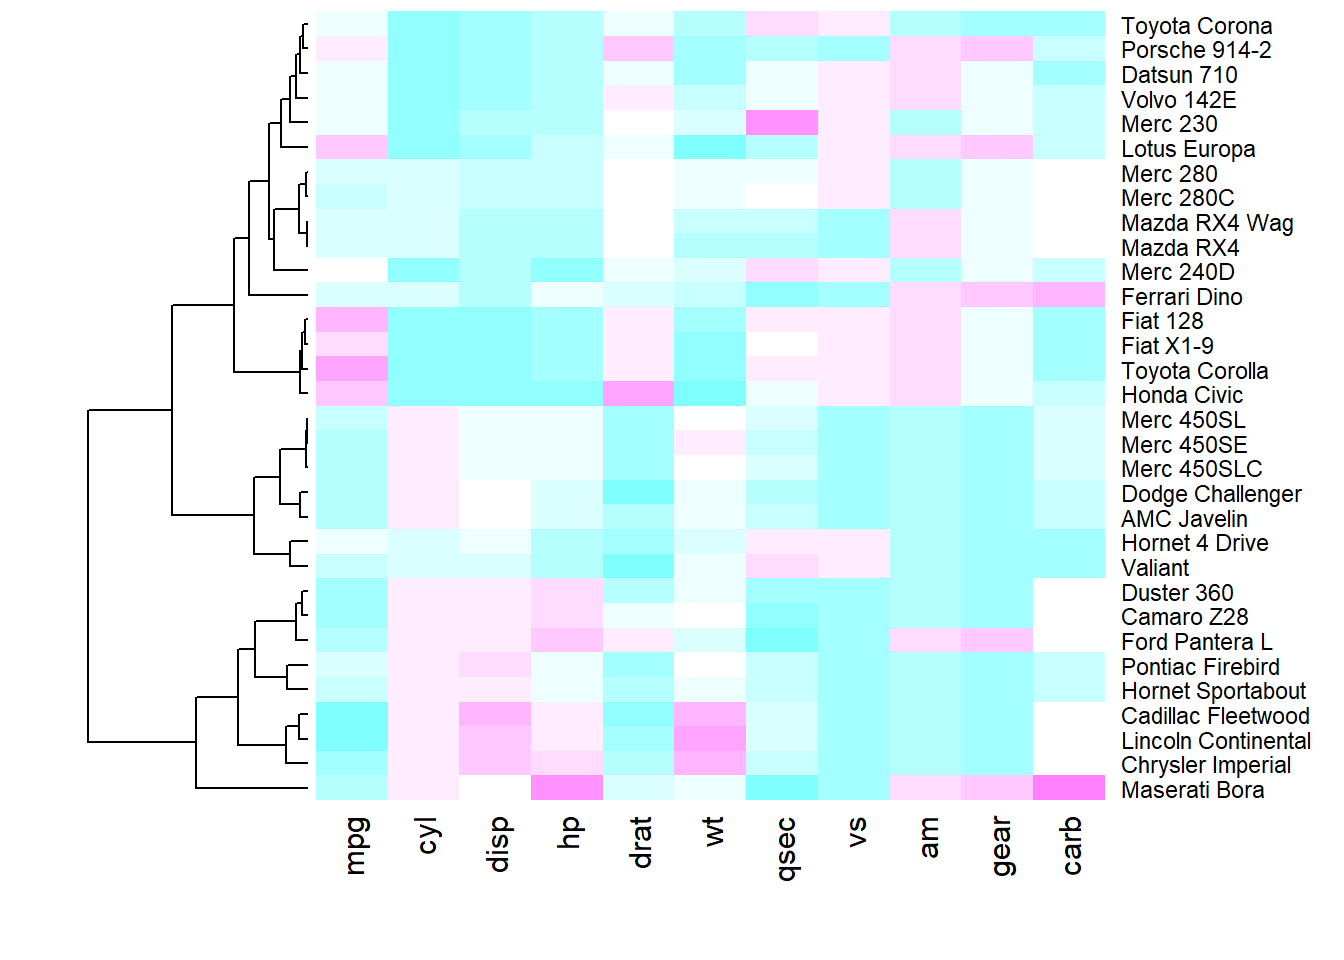 Toyota Corona
Porsche 914-2
Datsun 710
Volvo 142E
Merc 230
Lotus Europa
Merc 280
Merc 280C
Mazda RX4 Wag
Mazda RX4
Merc 240D
Ferrari Dino
Fiat 128
Fiat X1-9
Toyota Corolla
Honda Civic
Merc 450SL
Merc 450SE
Merc 450SLC
Dodge Challenger
AMC Javelin
Hornet 4 Drive
Valiant
Duster 360
Camaro Z28
Ford Pantera L
Pontiac Firebird
Hornet Sportabout
Cadillac Fleetwood
Lincoln Continental
Chrysler Imperial
Maserati Bora
mpg
cyl
disp
hp
drat
wt
qsec
vs
am
gear
carb